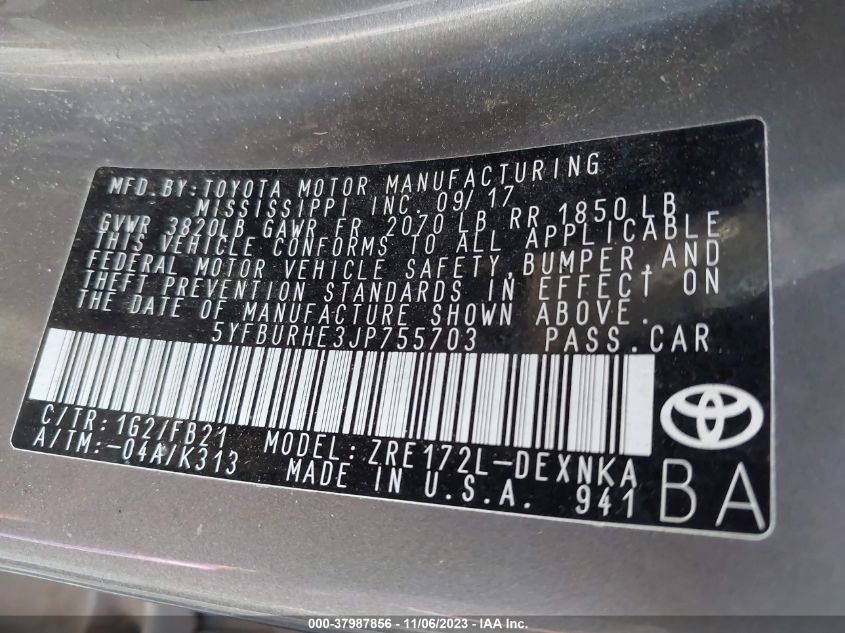 MFD. BY: TOYOTA MOTOR MANUFACTURING
MISSISSIPPI INC. 09/17
GVWR 3820LB GAWR FR 2070 LB RR 1850 LB
THIS VEHICLE CONFORMS TO ALL APPLICABLE
FEDERAL MOTOR VEHICLE SAFETY, BUMPER, AND
THEFT PREVENTION STANDARDS IN EFFECT ON
THE DATE OF MANUFACTURE SHOWN ABOVE.
5YFBURHE3JP755703 PASS.CAR
C/TR: 1G2/FB21 MODEL: ZRE172L-DEXNKA
A/TM: -04A/K313 MADE IN U.S.A. 941
BA
000-37987856 - 11/06/2023 - IAA Inc.